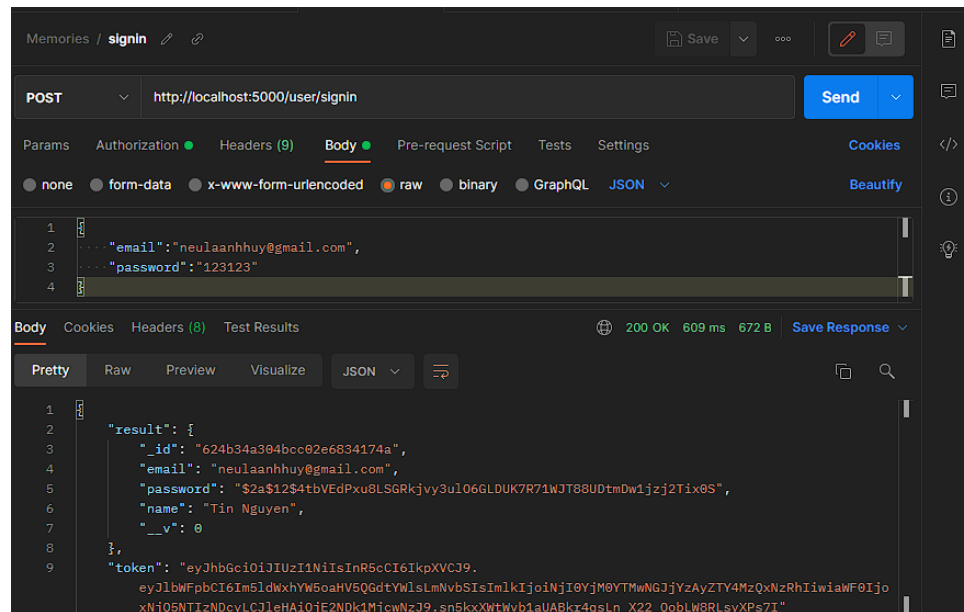 Memories / signin
Save
POST
http://localhost:5000/user/signin
Send
Params Authorization Headers (9) Body Pre-request Script Tests Settings Cookies
none form-data x-www-form-urlencoded raw binary GraphQL JSON Beautify
1 {
2 "email":"neulaanhhuy@gmail.com",
3 "password":"123123"
4 }
Body Cookies Headers (8) Test Results 200 OK 609 ms 672 B Save Response
Pretty Raw Preview Visualize JSON
1 {
2 "result": {
3 "_id": "624b34a304bcc02e6834174a",
4 "email": "neulaanhhuy@gmail.com",
5 "password": "$2a$12$4tbVEdPxu8LSGRkjvy3ulO6GLDUK7R71WJT88UDtmDw1jzj2Tix0S",
6 "name": "Tin Nguyen",
7 "__v": 0
8 },
9 "token": "eyJhbGciOiJIUzI1NiIsInR5cCI6IkpXVCJ9.